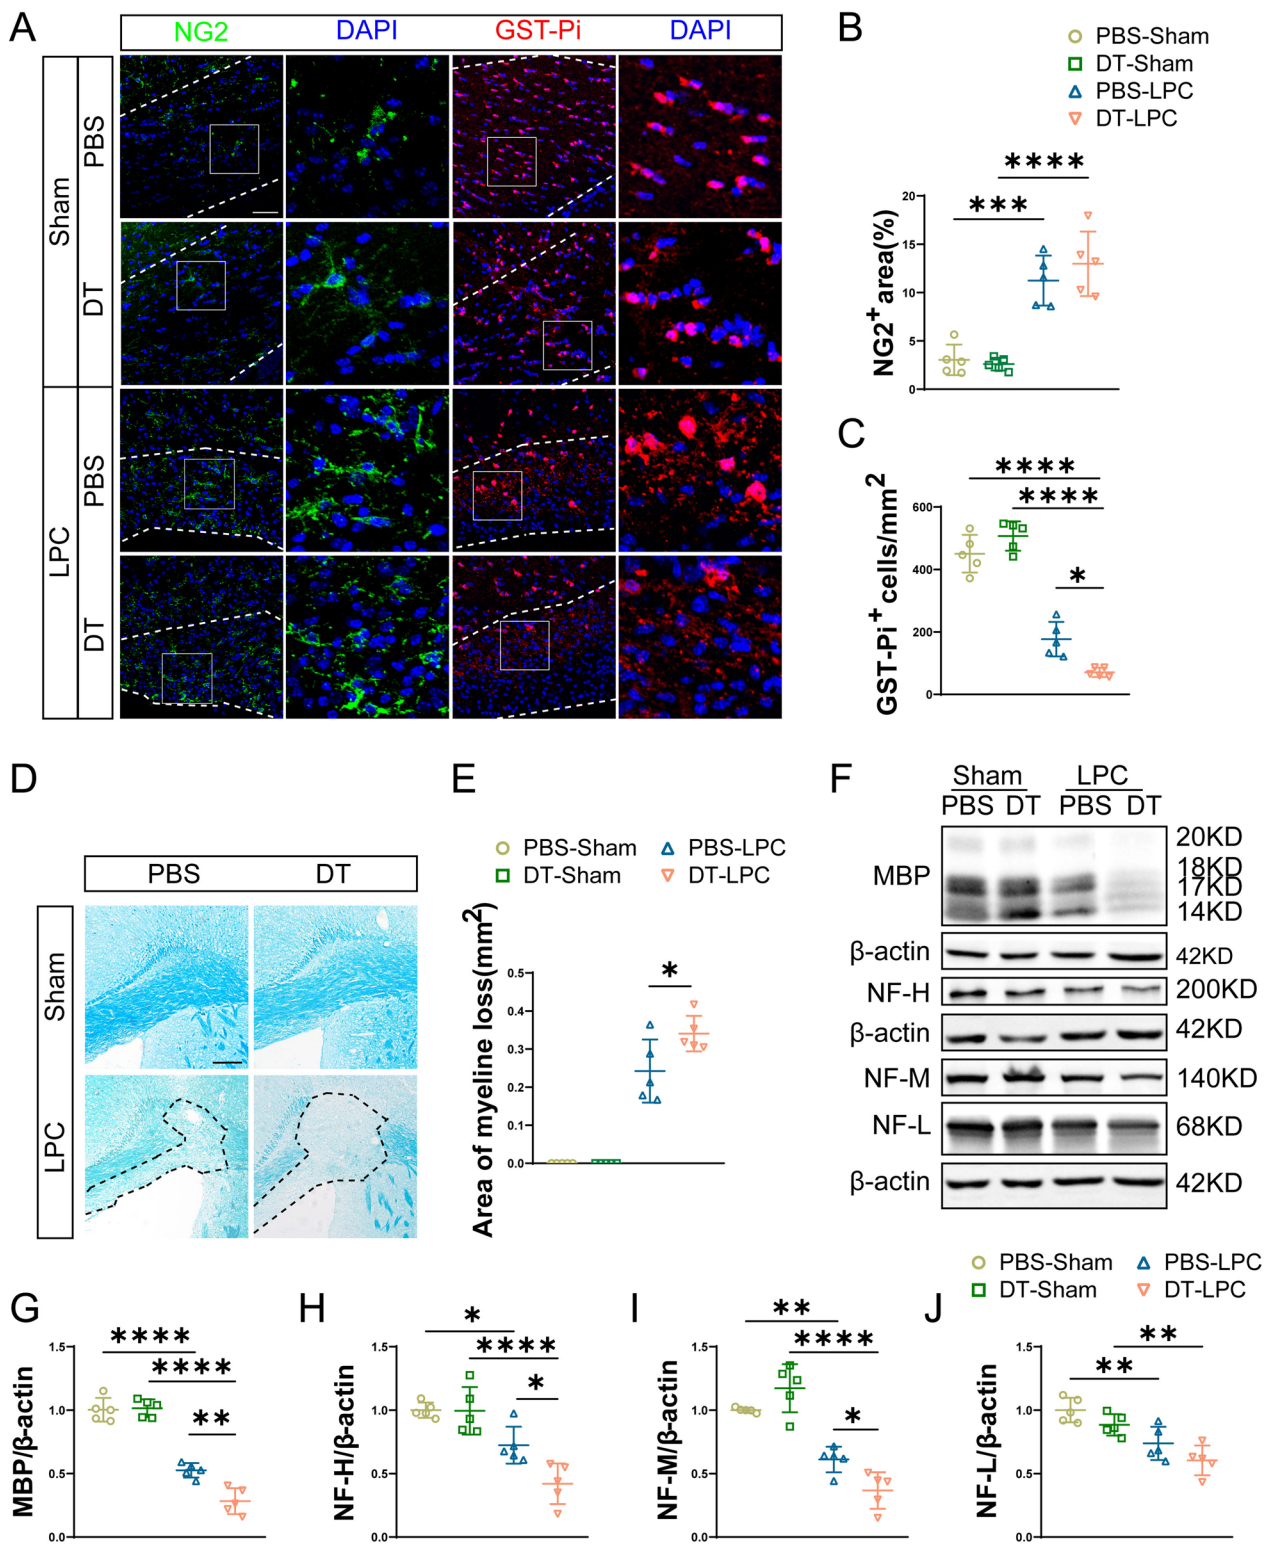 A
NG2 DAPI GST-Pi DAPI
Sham
PBS
DT
LPC
PBS
DT
B
PBS-Sham
DT-Sham
PBS-LPC
DT-LPC
NG2+ area(%)
20
15
10
5
0
***
****
C
GST-Pi+ cells/mm2
600
400
200
0
****
****
*
D
PBS DT
Sham
LPC
E
PBS-Sham PBS-LPC
DT-Sham DT-LPC
Area of myeline loss(mm2)
0.5
0.4
0.3
0.2
0.1
0.0
*
F
Sham LPC
PBS DT PBS DT
MBP
20KD
18KD
17KD
14KD
β-actin 42KD
NF-H 200KD
β-actin 42KD
NF-M 140KD
NF-L 68KD
β-actin 42KD
PBS-Sham PBS-LPC
DT-Sham DT-LPC
G
MBP/β-actin
1.5
1.0
0.5
0.0
****
****
**
H
NF-H/β-actin
1.5
1.0
0.5
0.0
*
****
*
I
NF-M/β-actin
1.5
1.0
0.5
0.0
**
****
*
J
NF-L/β-actin
1.5
1.0
0.5
0.0
**
**